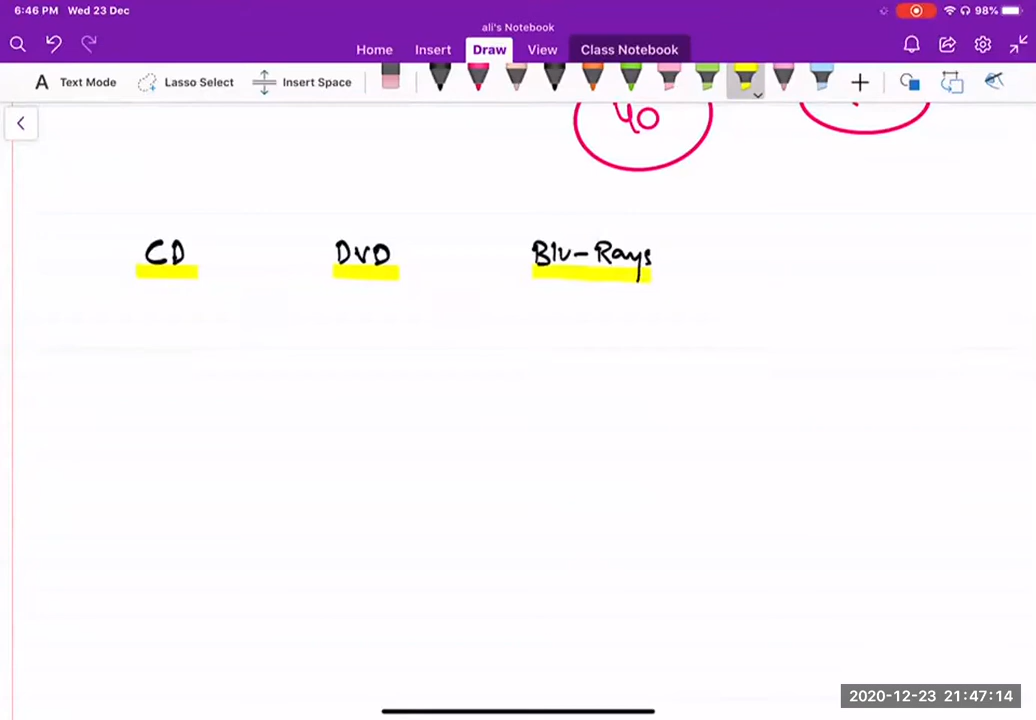 6:46 PM Wed 23 Dec
98%
ali's Notebook
Home Insert Draw View Class Notebook
A Text Mode Lasso Select Insert Space
40
CD DVD Blu-Rays
2020-12-23 21:47:14